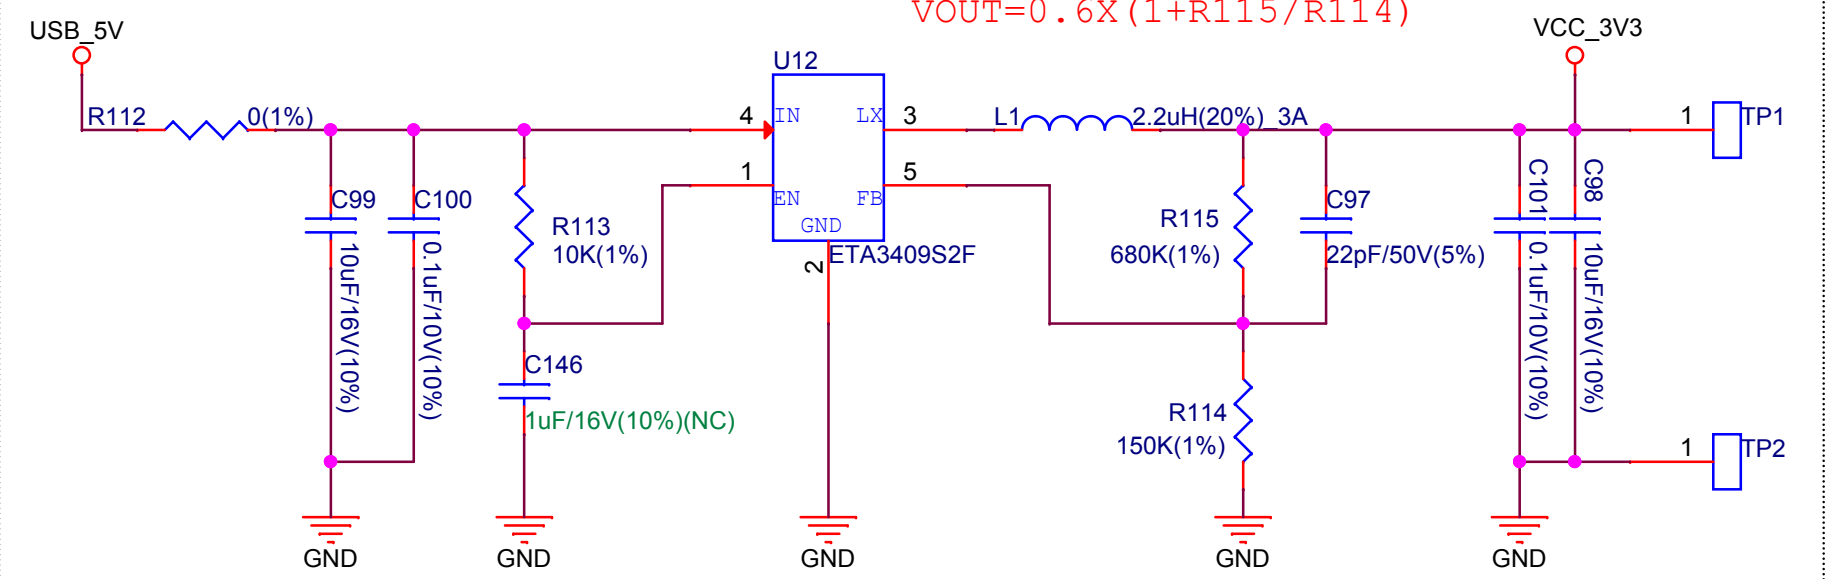 VOUT=0.6X(1+R115/R114)
USB_5V
VCC_3V3
U12
R112
0(1%)
4
IN
LX
3
L1
2.2uH(20%)_3A
1
TP1
1
EN
FB
5
GND
ETA3409S2F
2
C99
10uF/16V(10%)
C100
0.1uF/10V(10%)
R113
10K(1%)
C146
1uF/16V(10%)(NC)
R115
680K(1%)
C97
22pF/50V(5%)
C101
0.1uF/10V(10%)
C98
10uF/16V(10%)
R114
150K(1%)
1
TP2
GND
GND
GND
GND
GND